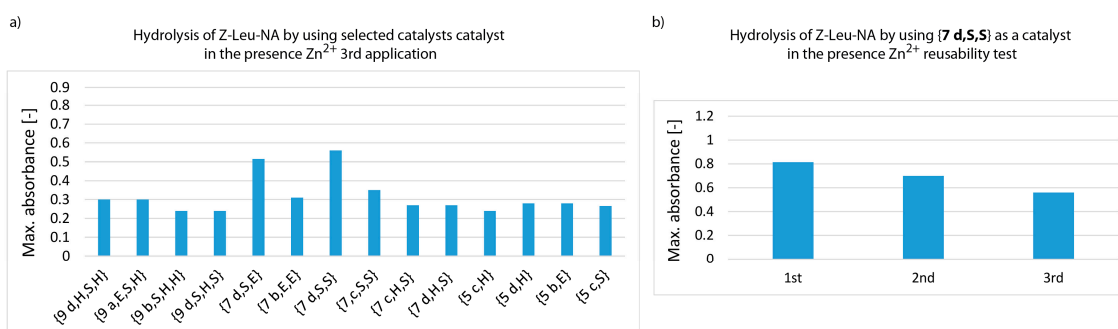 a)
Hydrolysis of Z-Leu-NA by using selected catalysts catalyst
in the presence Zn2+ 3rd application
Max. absorbance [-]
0.9
0.8
0.7
0.6
0.5
0.4
0.3
0.2
0.1
0
{9 d,H,S,H}
{9 a,E,S,H}
{9 b,S,H,H}
{9 d,S,H,S}
{7 d,S,E}
{7 b,E,E}
{7 d,S,S}
{7,c,S,S}
{7 c,H,S}
{7 d,H,S}
{5 c,H}
{5 d,H}
{5 b,E}
{5 c,S}
b)
Hydrolysis of Z-Leu-NA by using {7 d,S,S} as a catalyst
in the presence Zn2+ reusability test
Max. absorbance [-]
1.2
1
0.8
0.6
0.4
0.2
0
1st
2nd
3rd